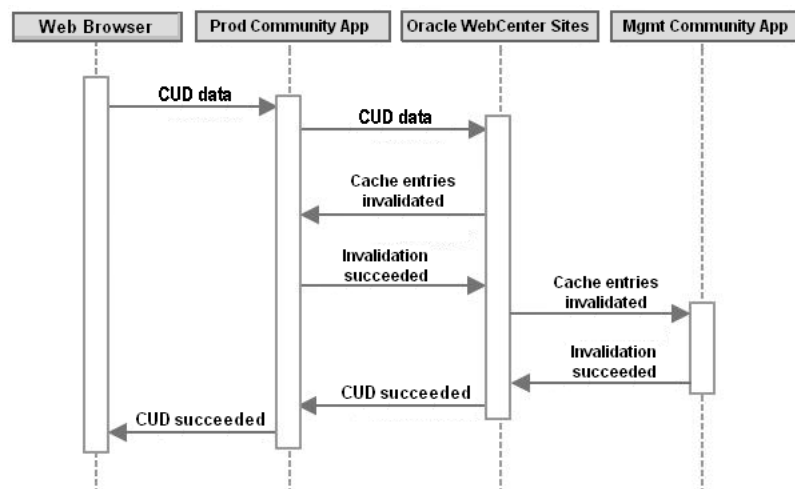 Web Browser
Prod Community App
Oracle WebCenter Sites
Mgmt Community App
CUD data
CUD data
Cache entries
invalidated
Invalidation
succeeded
Cache entries
invalidated
Invalidation
succeeded
CUD succeeded
CUD succeeded